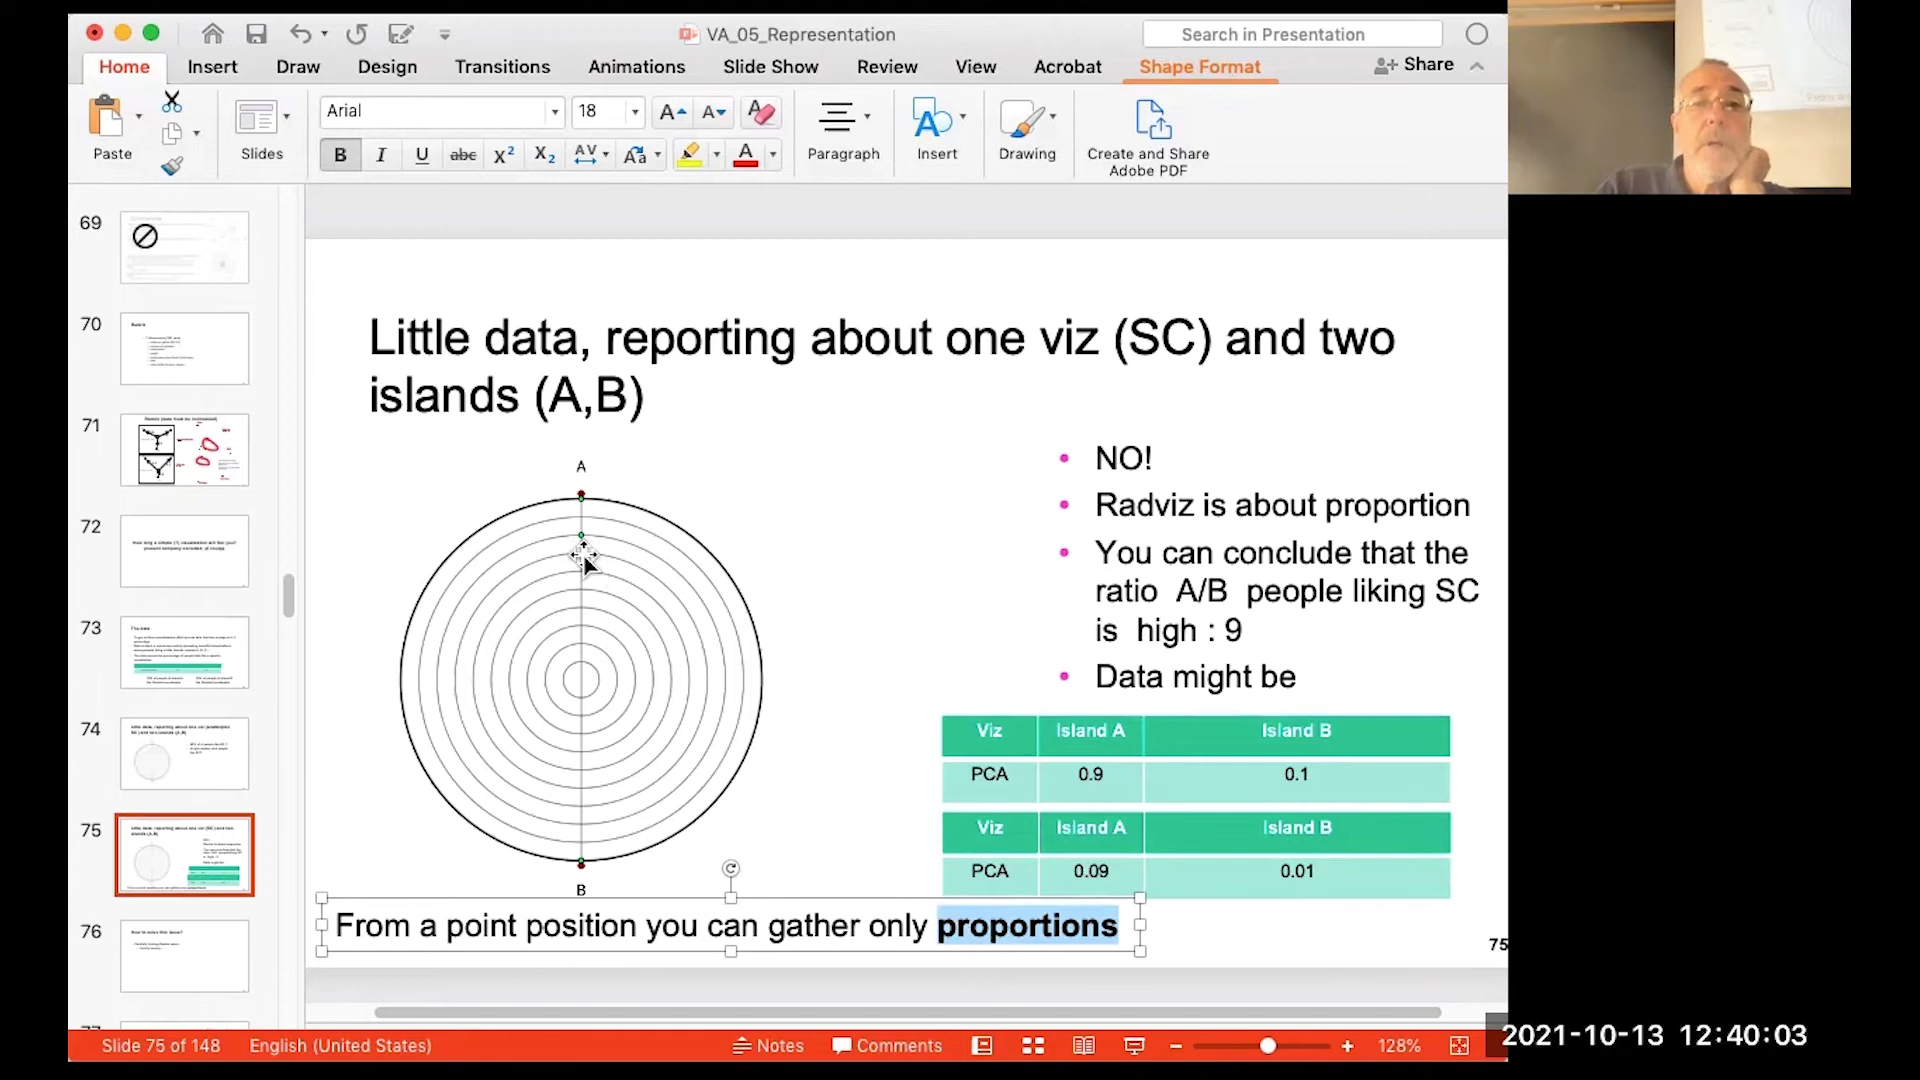 VA_05_Representation
Search in Presentation
Home
Insert
Draw
Design
Transitions
Animations
Slide Show
Review
View
Acrobat
Shape Format
Share
Paste
Slides
Arial
18
B
I
U
abc
X²
X₂
AV
Aa
A
Paragraph
Insert
Drawing
Create and Share
Adobe PDF
69
70
71
72
73
74
75
76
Little data, reporting about one viz (SC) and two
islands (A,B)
A
B
• NO!
• Radviz is about proportion
• You can conclude that the
ratio A/B people liking SC
is high : 9
• Data might be
Viz Island A Island B
PCA 0.9 0.1
Viz Island A Island B
PCA 0.09 0.01
From a point position you can gather only proportions
75
Slide 75 of 148
English (United States)
Notes
Comments
128%
2021-10-13 12:40:03